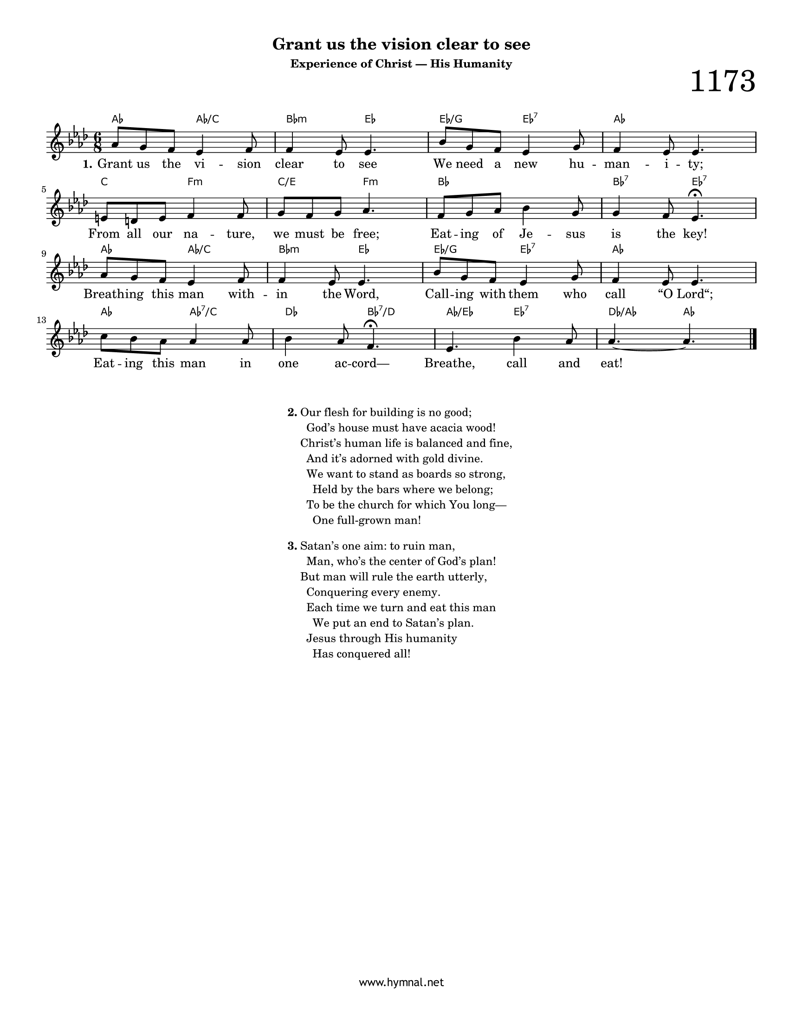 Grant us the vision clear to see
Experience of Christ — His Humanity
1173
A♭ A♭/C B♭m E♭ E♭/G E♭7 A♭
6
8
1. Grant us the vi - sion clear to see We need a new hu - man - i - ty;
C Fm C/E Fm B♭ B♭7 E♭7
5
From all our na - ture, we must be free; Eat - ing of Je - sus is the key!
A♭ A♭/C B♭m E♭ E♭/G E♭7 A♭
9
Breathing this man with - in the Word, Call - ing with them who call “O Lord“;
A♭ A♭7/C D♭ B♭7/D A♭/E♭ E♭7 D♭/A♭ A♭
13
Eat - ing this man in one ac-cord— Breathe, call and eat!
2. Our flesh for building is no good;
God’s house must have acacia wood!
Christ’s human life is balanced and fine,
And it’s adorned with gold divine.
We want to stand as boards so strong,
Held by the bars where we belong;
To be the church for which You long—
One full-grown man!
3. Satan’s one aim: to ruin man,
Man, who’s the center of God’s plan!
But man will rule the earth utterly,
Conquering every enemy.
Each time we turn and eat this man
We put an end to Satan’s plan.
Jesus through His humanity
Has conquered all!
www.hymnal.net